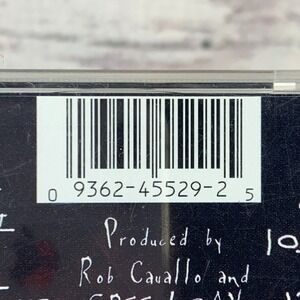 0 9362-45529-2 5
Produced by
Rob Cavallo and